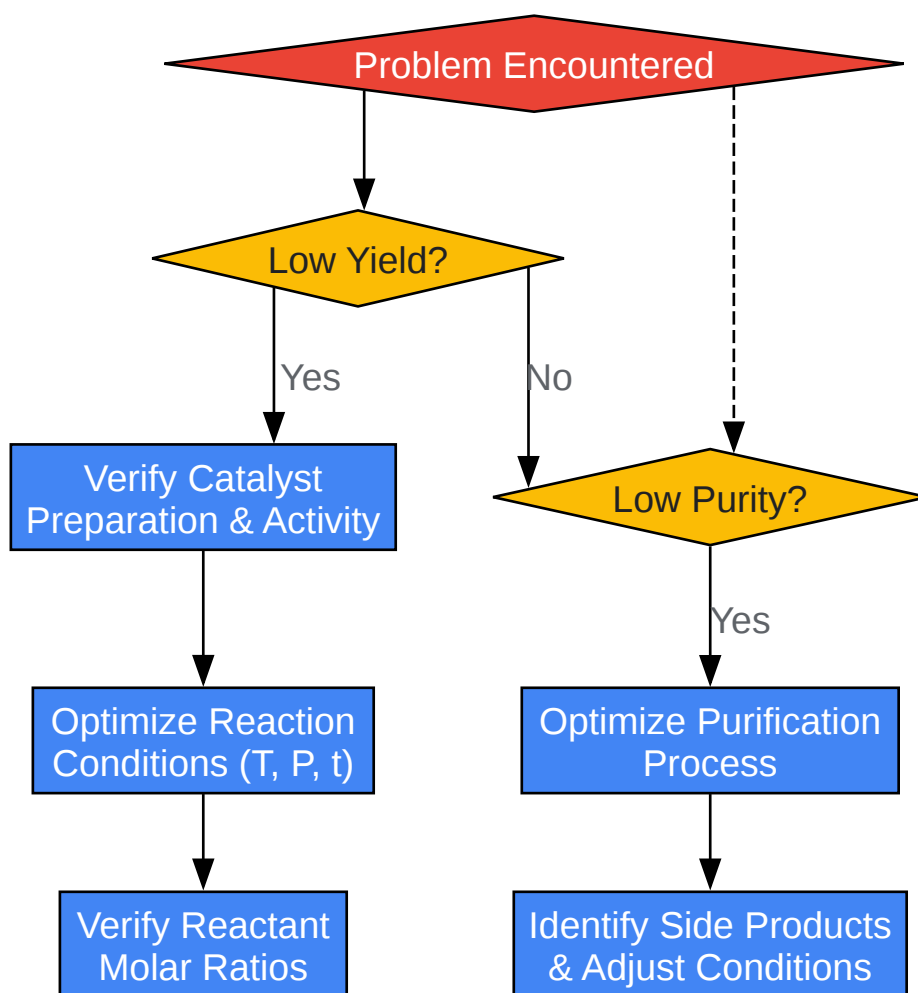 Problem Encountered
Low Yield?
Yes
No
Verify Catalyst
Preparation & Activity
Low Purity?
Yes
Optimize Reaction
Conditions (T, P, t)
Optimize Purification
Process
Verify Reactant
Molar Ratios
Identify Side Products
& Adjust Conditions